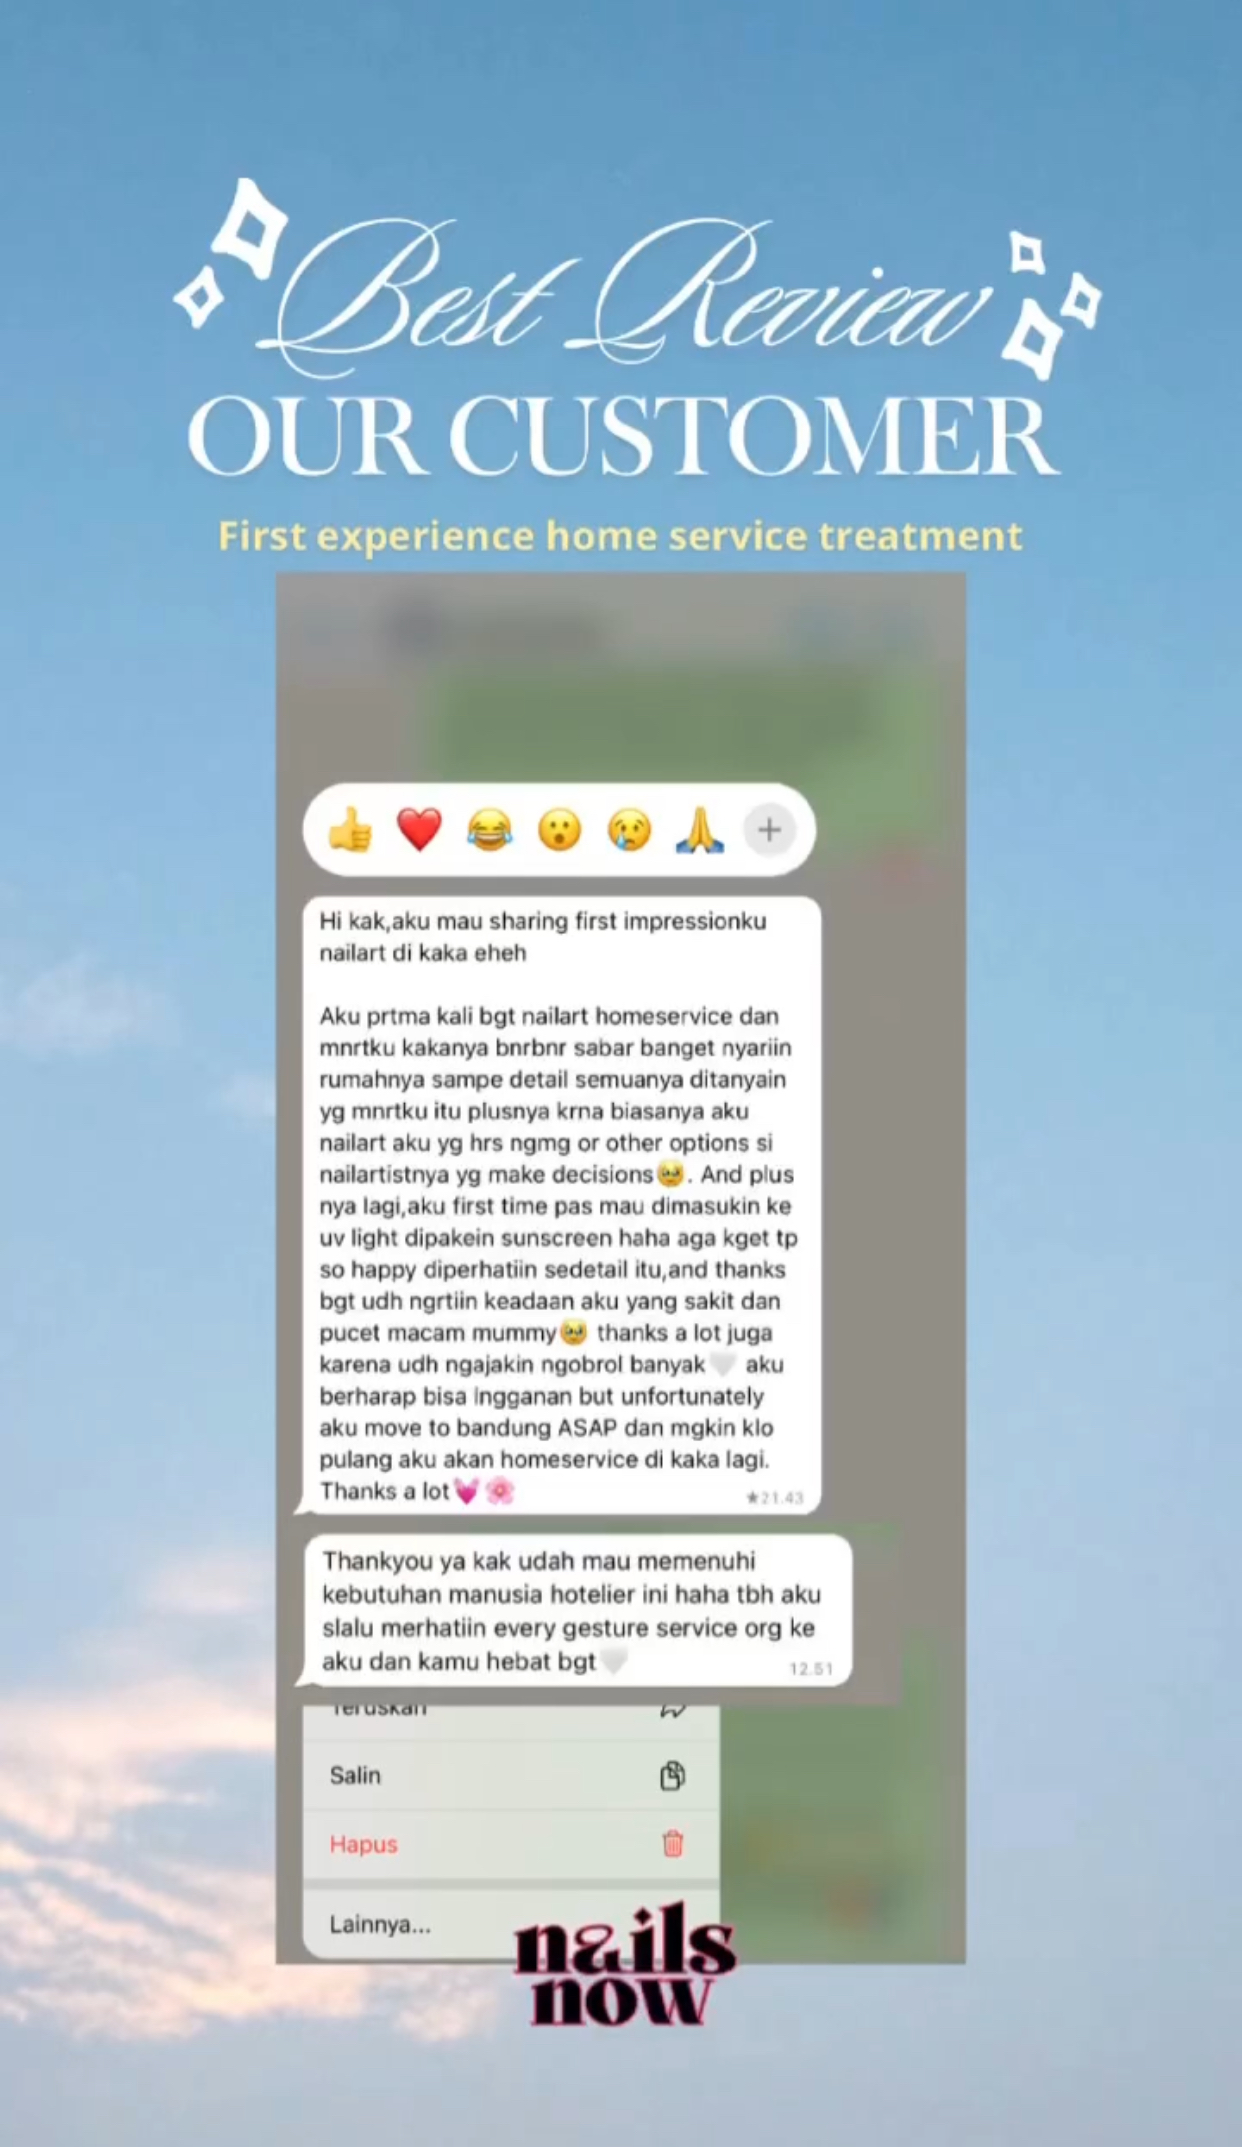 Best Review
OUR CUSTOMER
First experience home service treatment
Hi kak,aku mau sharing first impressionku
nailart di kaka eheh
Aku prtma kali bgt nailart homeservice dan
mnrtku kakanya bnrbnr sabar banget nyariin
rumahnya sampe detail semuanya ditanyain
yg mnrtku itu plusnya krna biasanya aku
nailart aku yg hrs ngmg or other options si
nailartistnya yg make decisions🥹. And plus
nya lagi,aku first time pas mau dimasukin ke
uv light dipakein sunscreen haha aga kget tp
so happy diperhatiin sedetail itu,and thanks
bgt udh ngrtiin keadaan aku yang sakit dan
pucet macam mummy🥹 thanks a lot juga
karena udh ngajakin ngobrol banyak🤍 aku
berharap bisa lngganan but unfortunately
aku move to bandung ASAP dan mgkin klo
pulang aku akan homeservice di kaka lagi.
Thanks a lot💓🌸
★21.43
Thankyou ya kak udah mau memenuhi
kebutuhan manusia hotelier ini haha tbh aku
slalu merhatiin every gesture service org ke
aku dan kamu hebat bgt🤍
12.51
Teruskan
Salin
Hapus
Lainnya...
nails
now